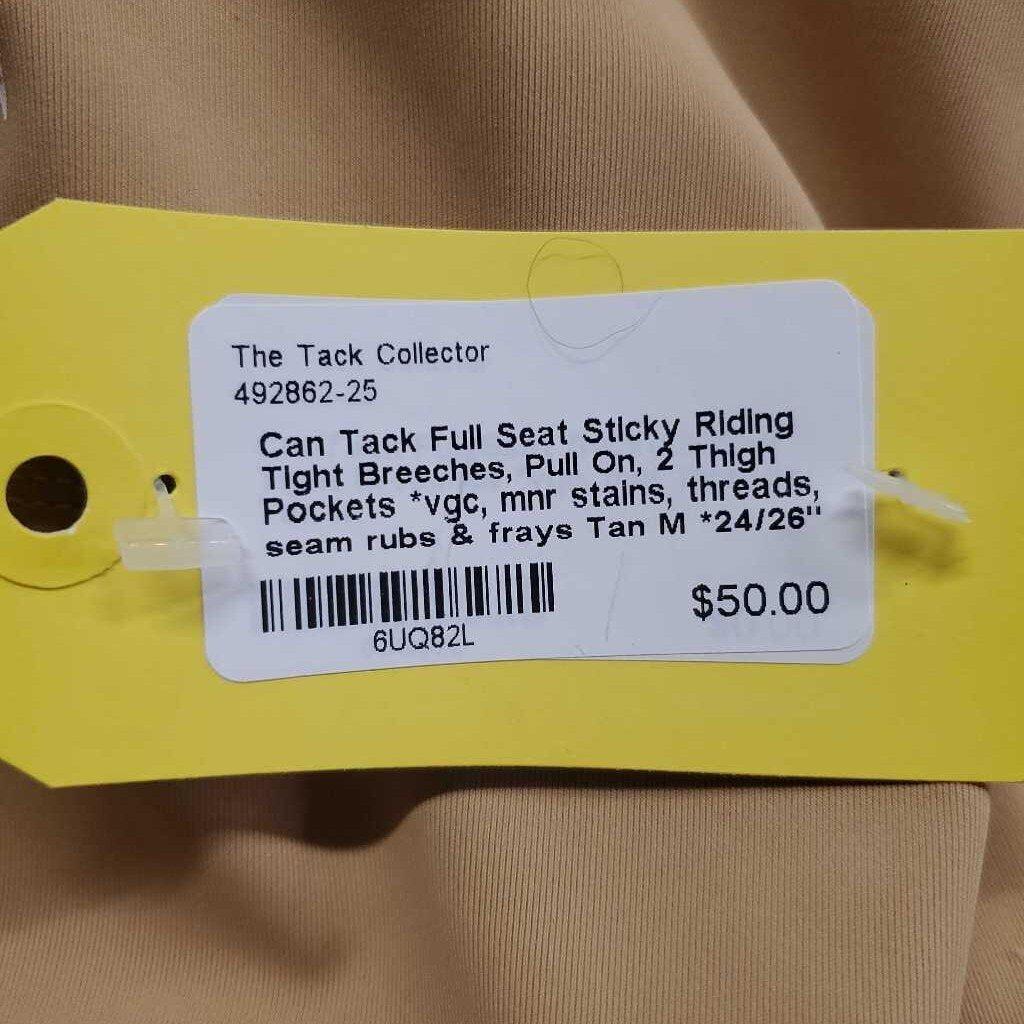 The Tack Collector
492862-25
Can Tack Full Seat Sticky Riding
Tight Breeches, Pull On, 2 Thigh
Pockets *vgc, mnr stains, threads,
seam rubs & frays Tan M *24/26"
6UQ82L
$50.00